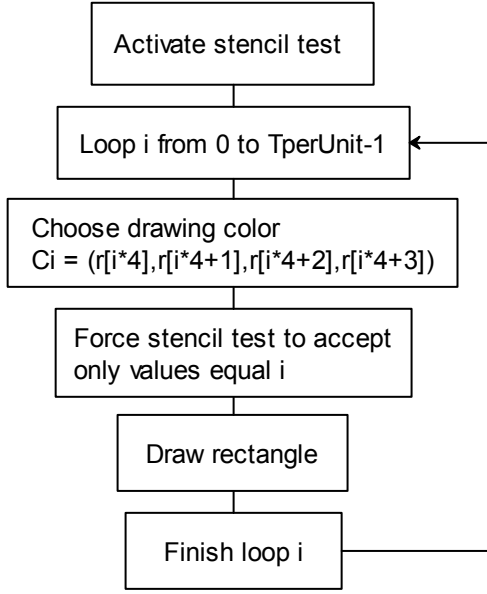 Activate stencil test
Loop i from 0 to TperUnit-1
Choose drawing color
Ci = (r[i*4],r[i*4+1],r[i*4+2],r[i*4+3])
Force stencil test to accept
only values equal i
Draw rectangle
Finish loop i